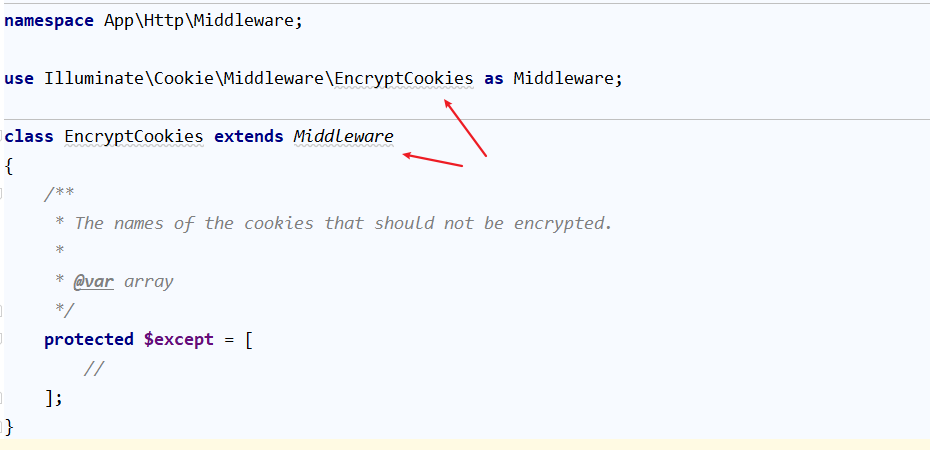 namespace App\Http\Middleware;
use Illuminate\Cookie\Middleware\EncryptCookies as Middleware;
class EncryptCookies extends Middleware
{
/**
* The names of the cookies that should not be encrypted.
*
* @var array
*/
protected $except = [
//
];
}